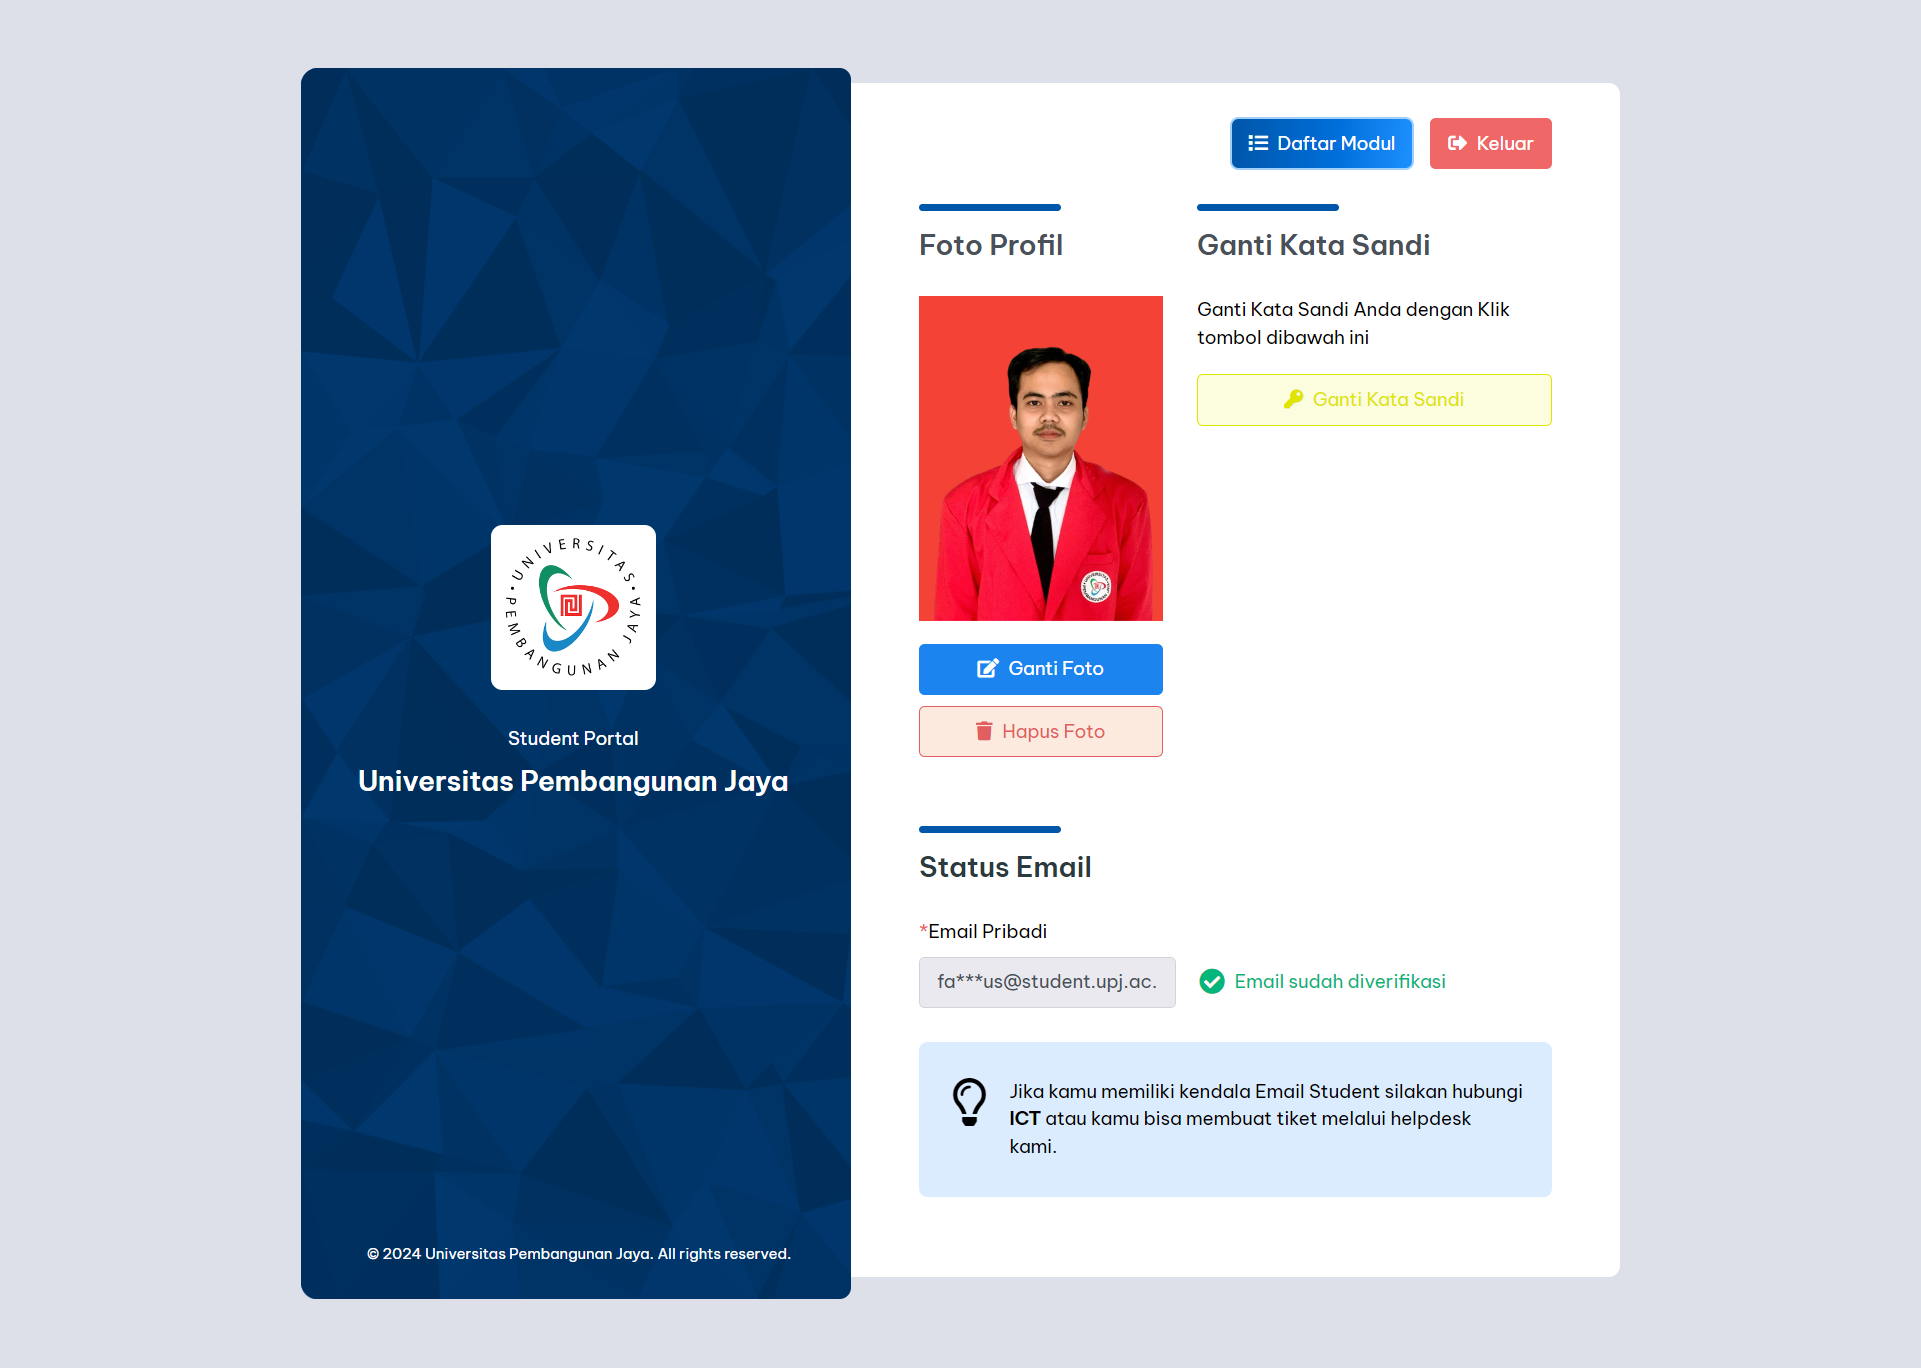 UNIVERSITAS
PEMBANGUNAN JAYA
Student Portal
Universitas Pembangunan Jaya
© 2024 Universitas Pembangunan Jaya. All rights reserved.
Daftar Modul
Keluar
Foto Profil
Ganti Foto
Hapus Foto
Ganti Kata Sandi
Ganti Kata Sandi Anda dengan Klik
tombol dibawah ini
Ganti Kata Sandi
Status Email
*Email Pribadi
fa***us@student.upj.ac.
Email sudah diverifikasi
Jika kamu memiliki kendala Email Student silakan hubungi
ICT atau kamu bisa membuat tiket melalui helpdesk
kami.